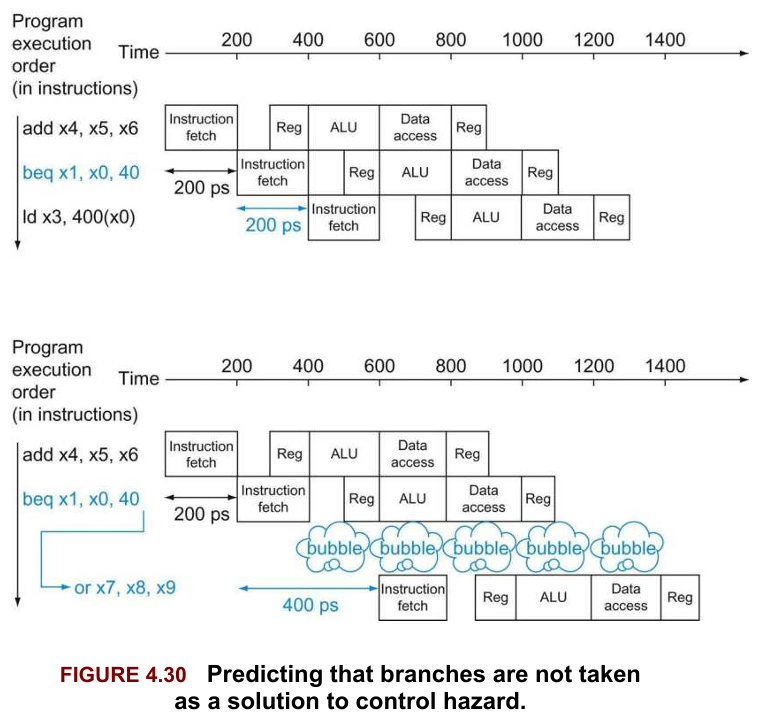 Program
execution
order
(in instructions)
Time
200 400 600 800 1000 1200 1400
add x4, x5, x6
Instruction
fetch
Reg
ALU
Data
access
Reg
beq x1, x0, 40
200 ps
Instruction
fetch
Reg
ALU
Data
access
Reg
ld x3, 400(x0)
200 ps
Instruction
fetch
Reg
ALU
Data
access
Reg
Program
execution
order
(in instructions)
Time
200 400 600 800 1000 1200 1400
add x4, x5, x6
Instruction
fetch
Reg
ALU
Data
access
Reg
beq x1, x0, 40
200 ps
Instruction
fetch
Reg
ALU
Data
access
Reg
bubble bubble bubble bubble bubble
or x7, x8, x9
400 ps
Instruction
fetch
Reg
ALU
Data
access
Reg
FIGURE 4.30 Predicting that branches are not taken
as a solution to control hazard.